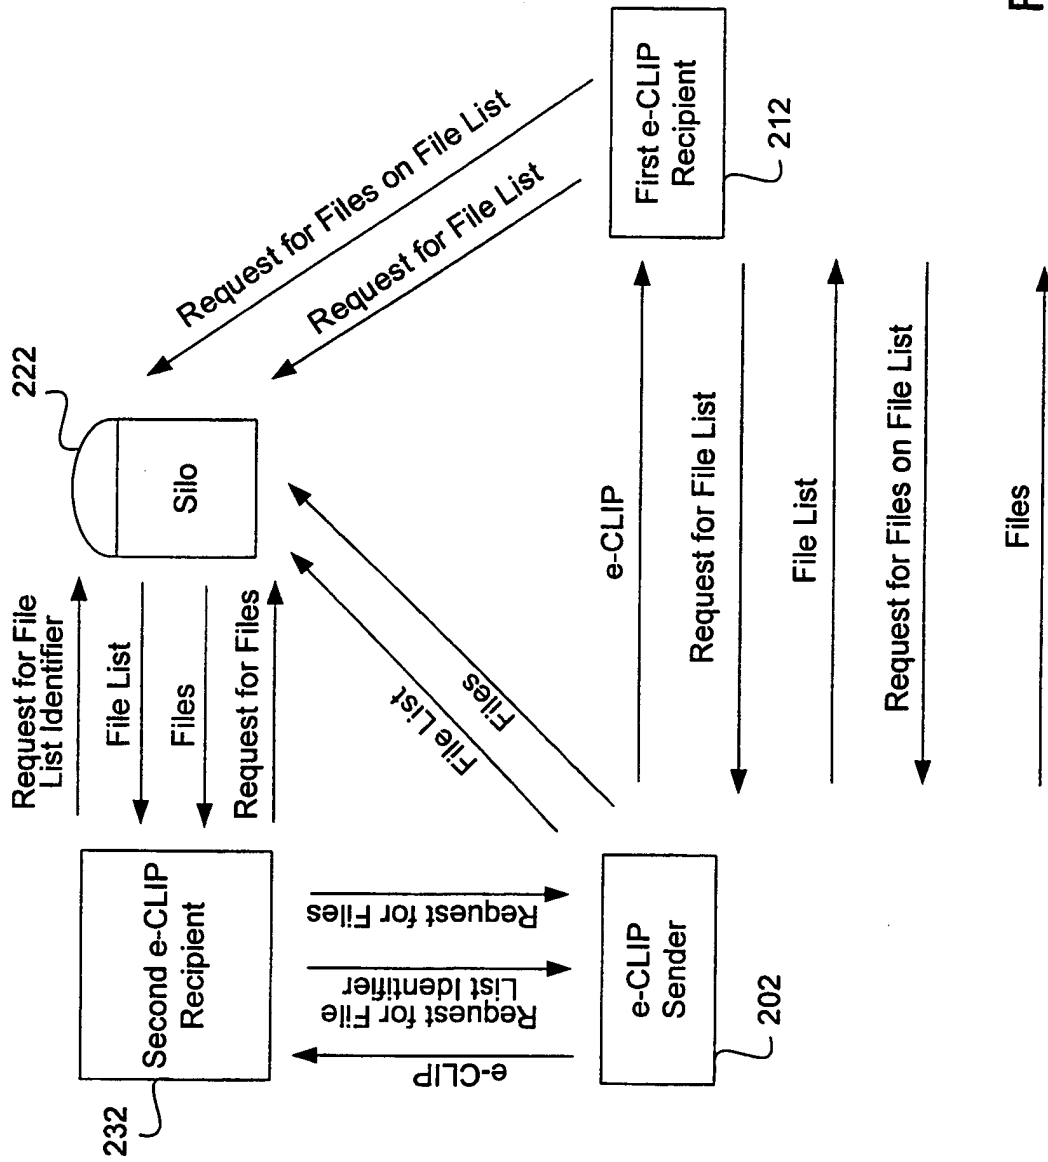 232
Second e-CLIP
Recipient
Request for File
List Identifier
File List
Files
Request for Files
222
Silo
Request for Files on File List
Request for File List
First e-CLIP
Recipient
212
e-CLIP
Request for File
List Identifier
Request for Files
File List
Files
e-CLIP
Sender
202
e-CLIP
Request for File List
File List
Request for Files on File List
Files